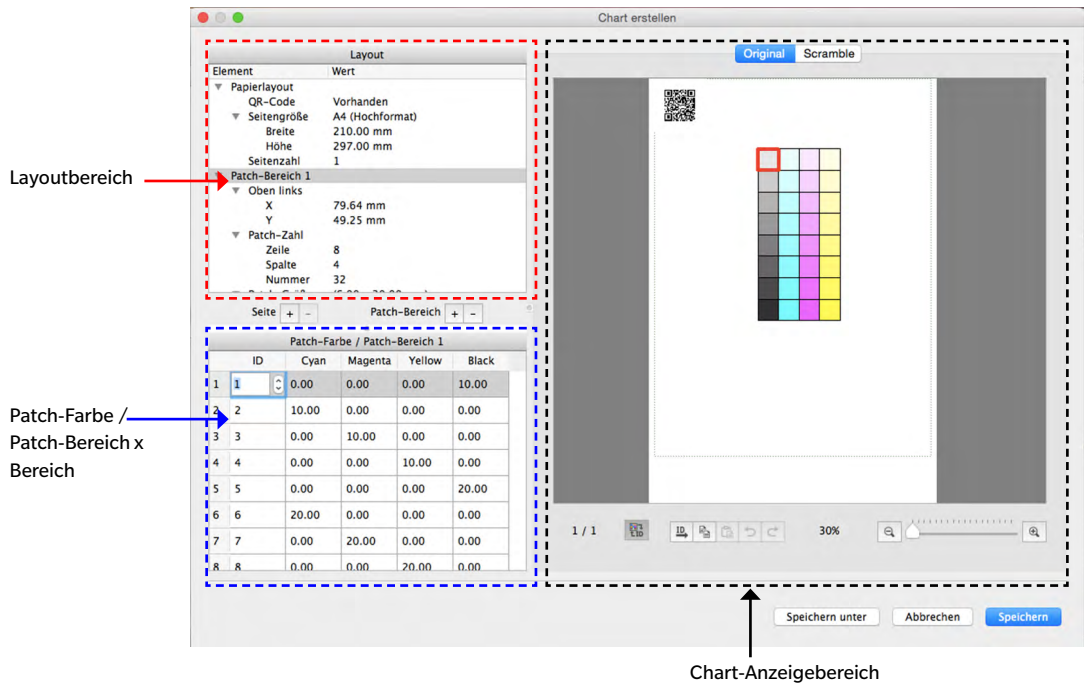 Chart erstellen
Layout
Element Wert
Papierlayout
QR-Code Vorhanden
Seitengröße A4 (Hochformat)
Breite 210.00 mm
Höhe 297.00 mm
Seitenzahl 1
Patch-Bereich 1
Oben links
X 79.64 mm
Y 49.25 mm
Patch-Zahl
Zeile 8
Spalte 4
Nummer 32
Seite + - Patch-Bereich + -
Patch-Farbe / Patch-Bereich 1
ID Cyan Magenta Yellow Black
1 1 0.00 0.00 0.00 10.00
2 2 10.00 0.00 0.00 0.00
3 3 0.00 10.00 0.00 0.00
4 4 0.00 0.00 10.00 0.00
5 5 0.00 0.00 0.00 20.00
6 6 20.00 0.00 0.00 0.00
7 7 0.00 20.00 0.00 0.00
8 8 0.00 0.00 20.00 0.00
Original Scramble
1 / 1 ID 30%
Speichern unter Abbrechen Speichern
Layoutbereich
Patch-Farbe /
Patch-Bereich x
Bereich
Chart-Anzeigebereich